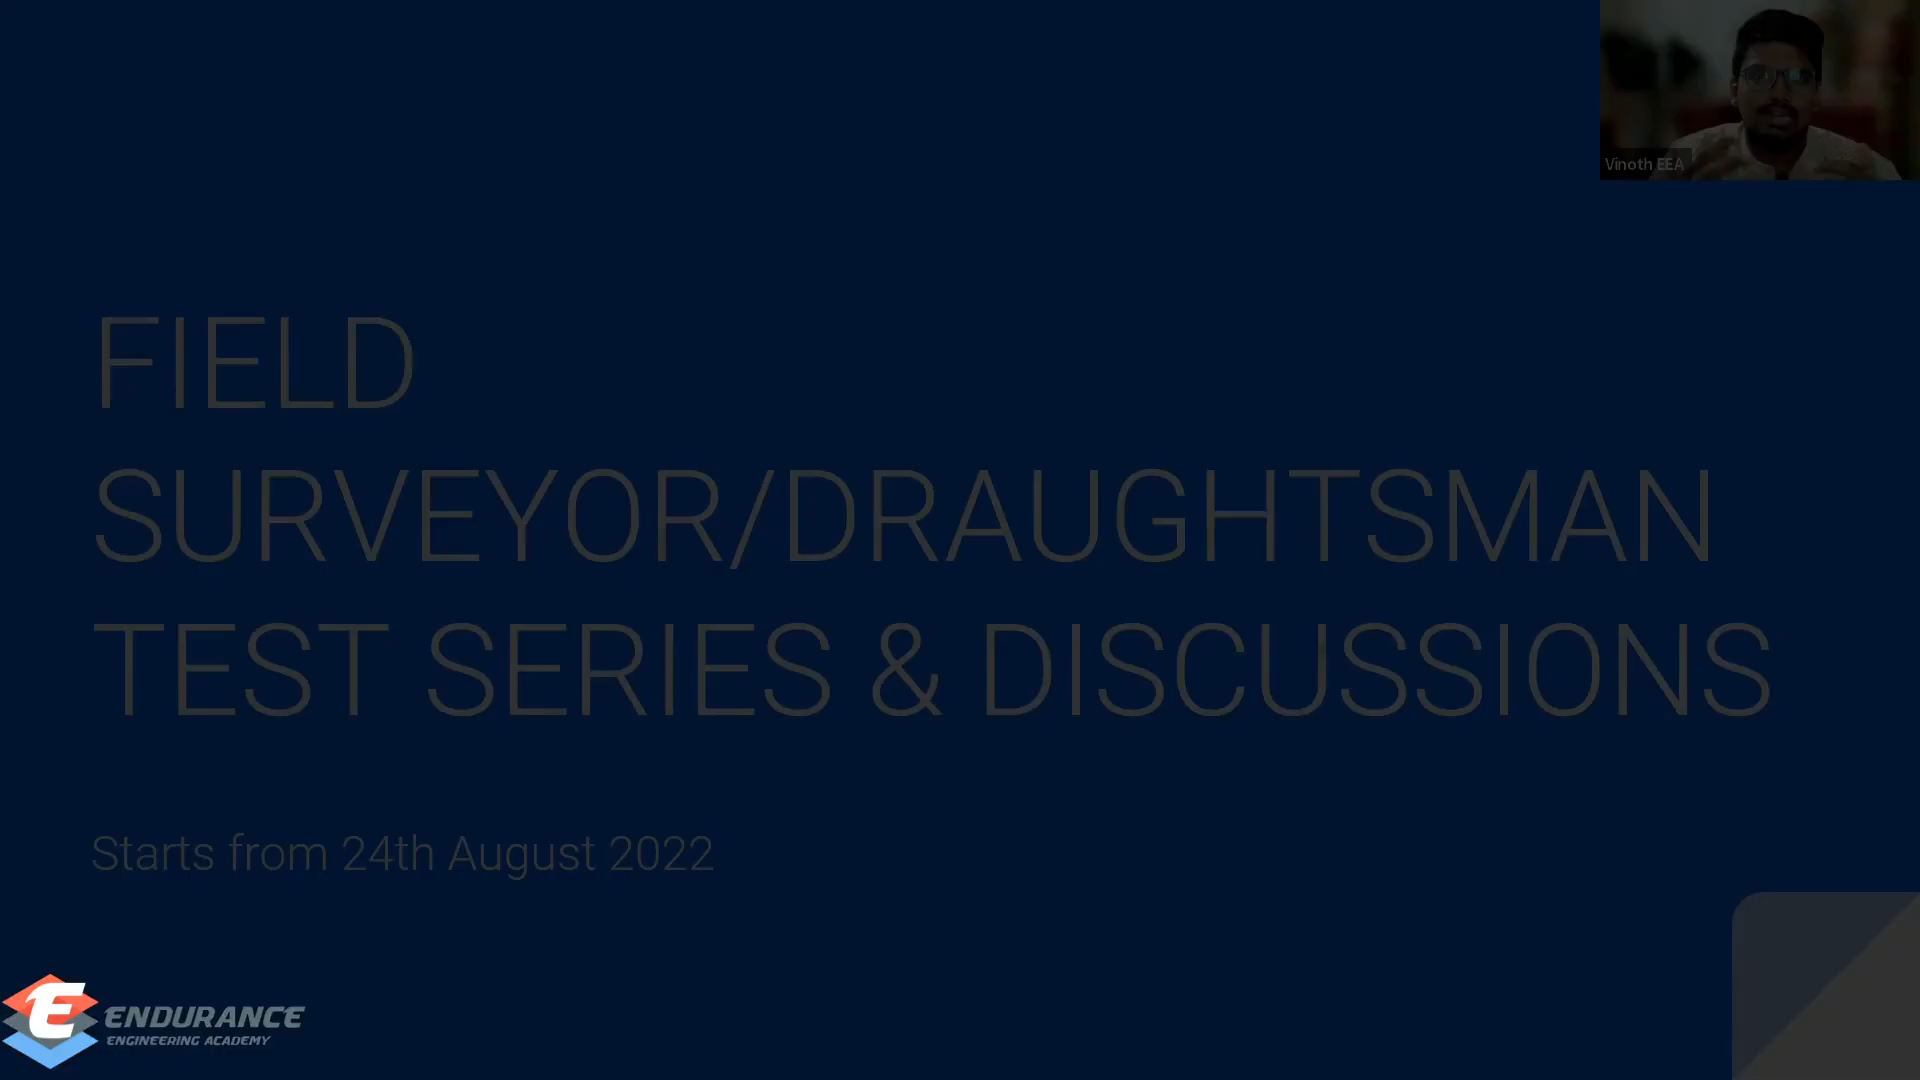 Vinoth EEA
FIELD
SURVEYOR/DRAUGHTSMAN
TEST SERIES & DISCUSSIONS
Starts from 24th August 2022
E ENDURANCE
ENGINEERING ACADEMY